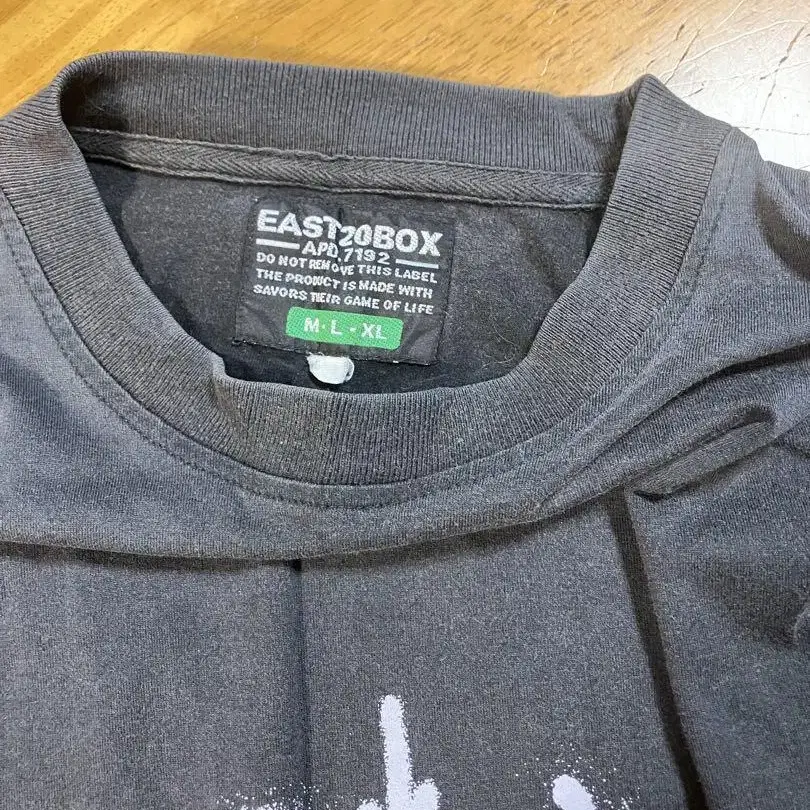 EAST20BOX
APD.7192
DO NOT REMOVE THIS LABEL
THE PRODUCT IS MADE WITH
SAVORS THEIR GAME OF LIFE
M·L-XL